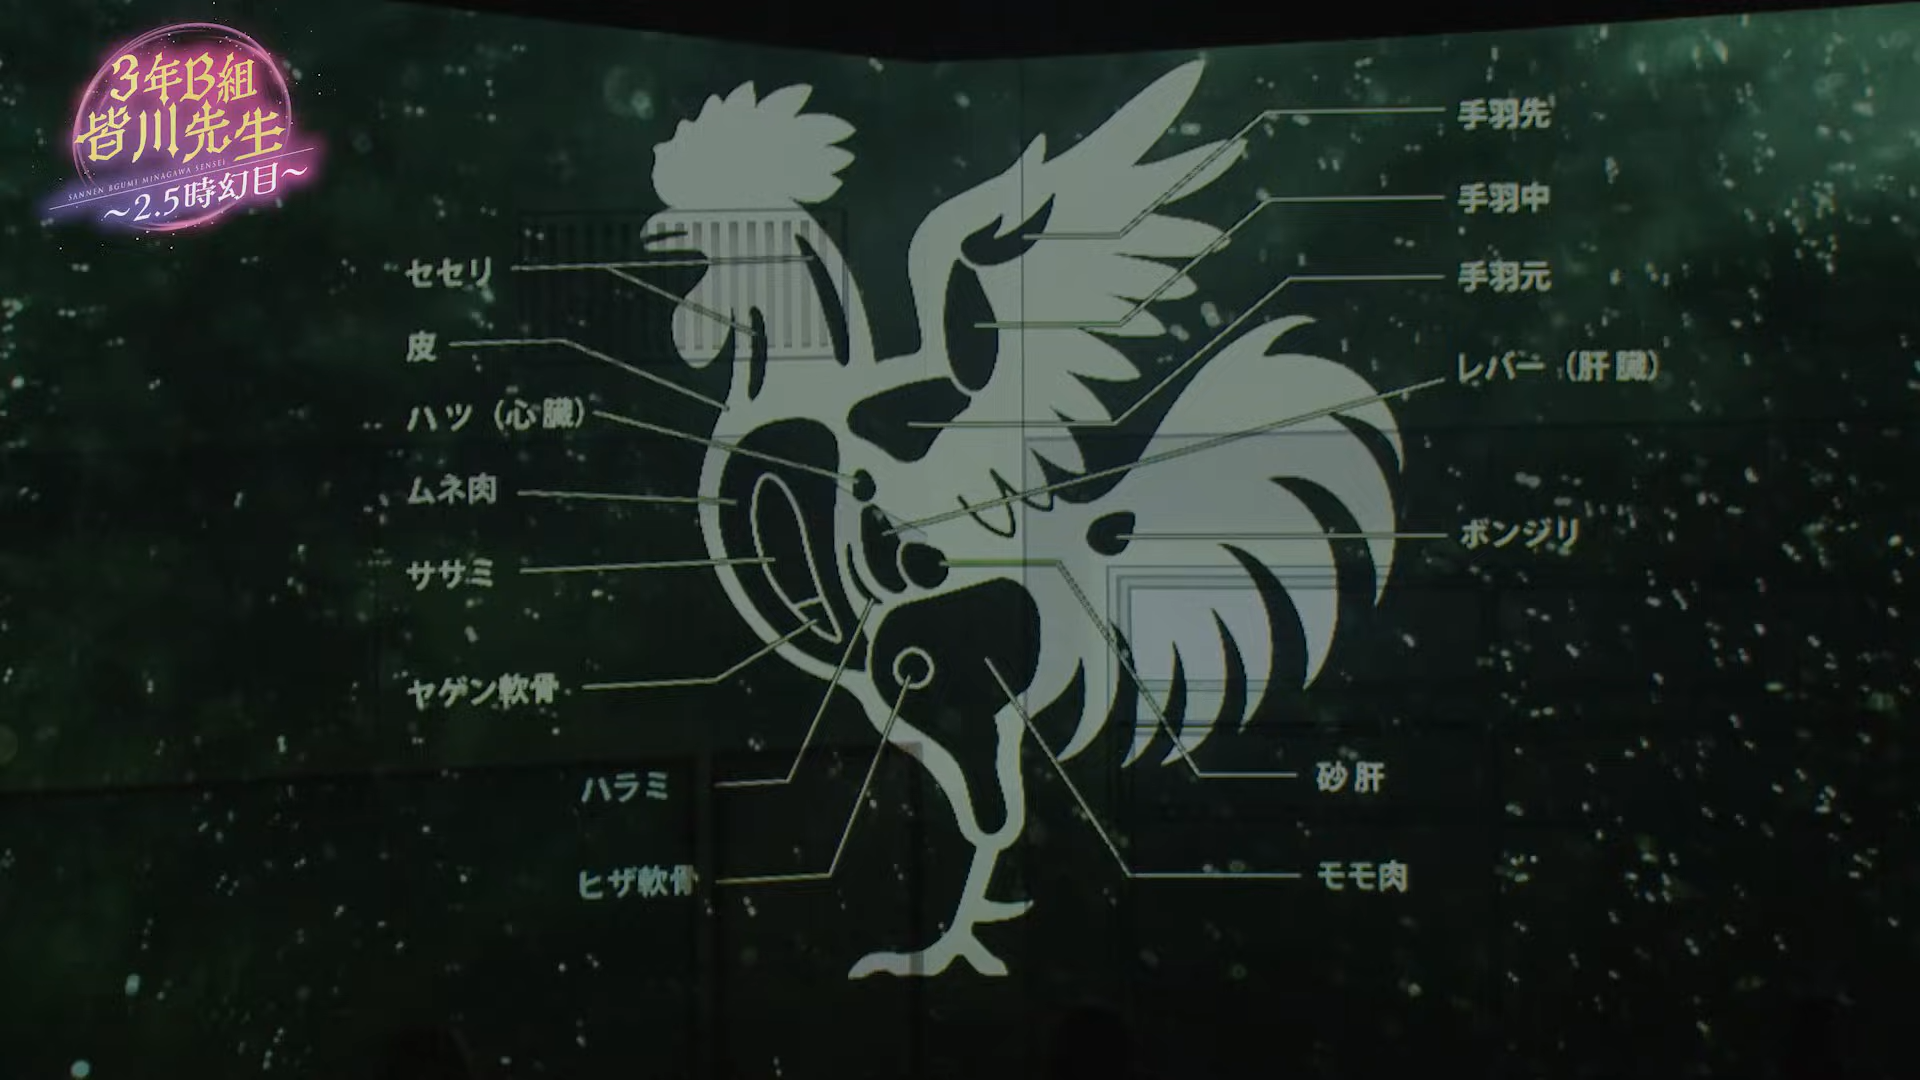 3年B組
皆川先生
SANNEN BGUMI MINAGAWA SENSEI
～2.5時幻目～
セセリ
皮
ハツ（心臓）
ムネ肉
ササミ
ヤゲン軟骨
ハラミ
ヒザ軟骨
手羽先
手羽中
手羽元
レバー（肝臓）
ボンジリ
砂肝
モモ肉